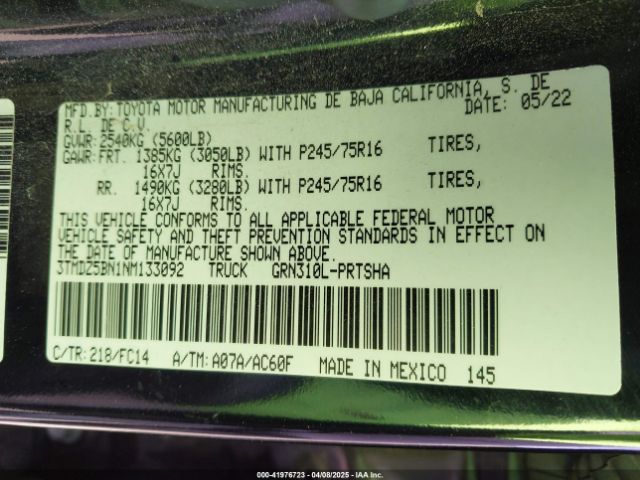 MFD.BY:TOYOTA MOTOR MANUFACTURING DE BAJA CALIFORNIA, S. DE
R.L. DE C.V. DATE: 05/22
GVWR:2540KG (5600LB)
GAWR:FRT. 1385KG (3050LB) WITH P245/75R16 TIRES,
16X7J RIMS.
RR. 1490KG (3280LB) WITH P245/75R16 TIRES,
16X7J RIMS.
THIS VEHICLE CONFORMS TO ALL APPLICABLE FEDERAL MOTOR
VEHICLE SAFETY AND THEFT PREVENTION STANDARDS IN EFFECT ON
THE DATE OF MANUFACTURE SHOWN ABOVE.
3TMDZ5BN1NM133092 TRUCK GRN310L-PRTSHA
C/TR:218/FC14 A/TM:A07A/AC60F MADE IN MEXICO 145
000-41976723 - 04/08/2025 - IAA Inc.